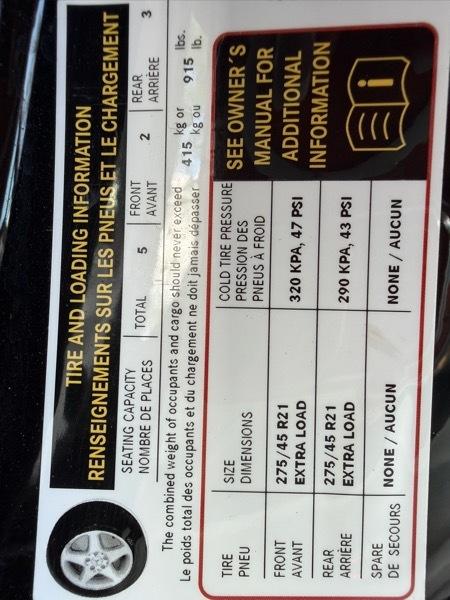 TIRE AND LOADING INFORMATION
RENSEIGNEMENTS SUR LES PNEUS ET LE CHARGEMENT
SEATING CAPACITY
NOMBRE DE PLACES
TOTAL 5
FRONT
AVANT
2
REAR
ARRIÈRE
3
The combined weight of occupants and cargo should never exceed 415 kg or 915 lbs.
Le poids total des occupants et du chargement ne doit jamais dépasser kg ou lb.
TIRE
PNEU
SIZE
DIMENSIONS
COLD TIRE PRESSURE
PRESSION DES
PNEUS À FROID
SEE OWNER'S
MANUAL FOR
ADDITIONAL
INFORMATION
i
FRONT
AVANT
275/45 R21
EXTRA LOAD
320 KPA, 47 PSI
REAR
ARRIÈRE
275/45 R21
EXTRA LOAD
290 KPA, 43 PSI
SPARE
DE SECOURS
NONE / AUCUN
NONE / AUCUN